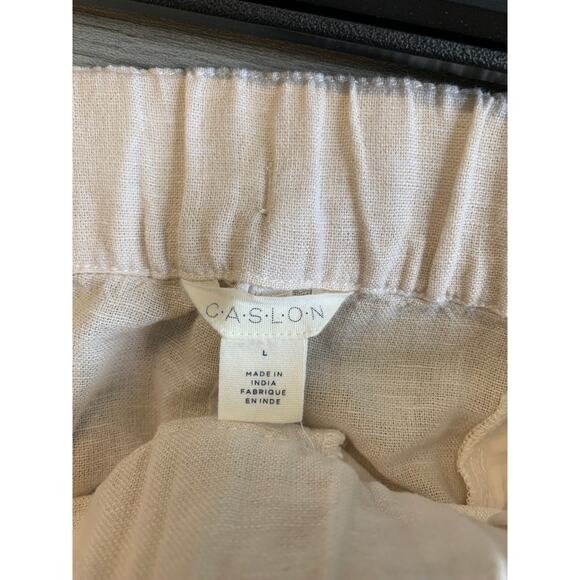 C·A·S·L·O·N
L
MADE IN
INDIA
FABRIQUE
EN INDE